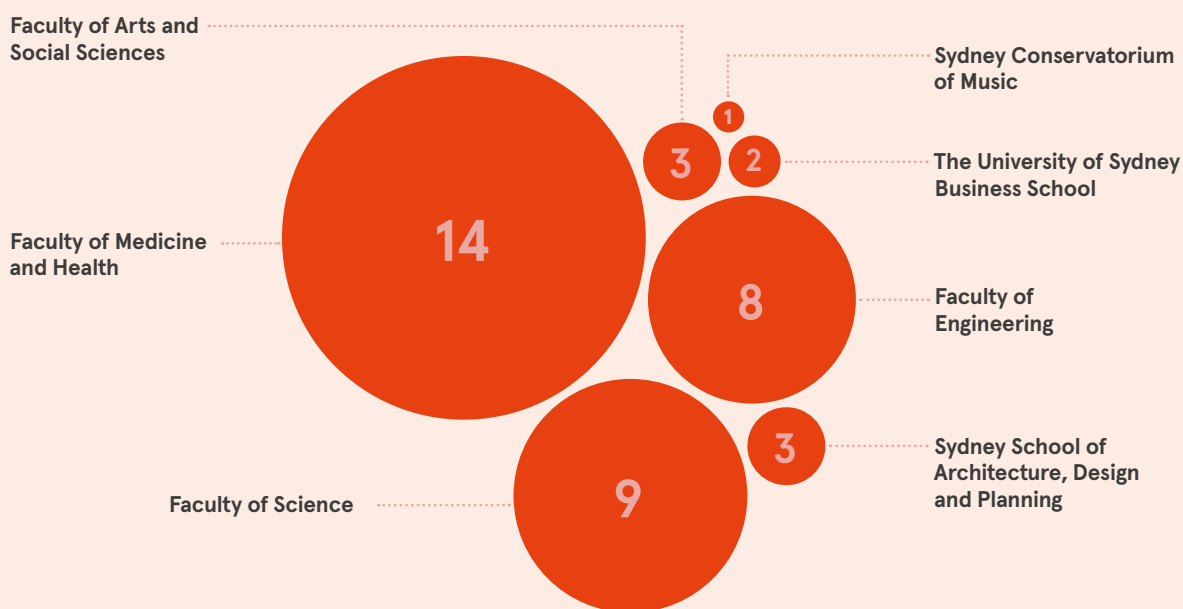 Faculty of Arts and
Social Sciences
Sydney Conservatorium
of Music
1
3
2
The University of Sydney
Business School
Faculty of Medicine
and Health
14
8
Faculty of
Engineering
3
Sydney School of
Architecture, Design
and Planning
Faculty of Science
9